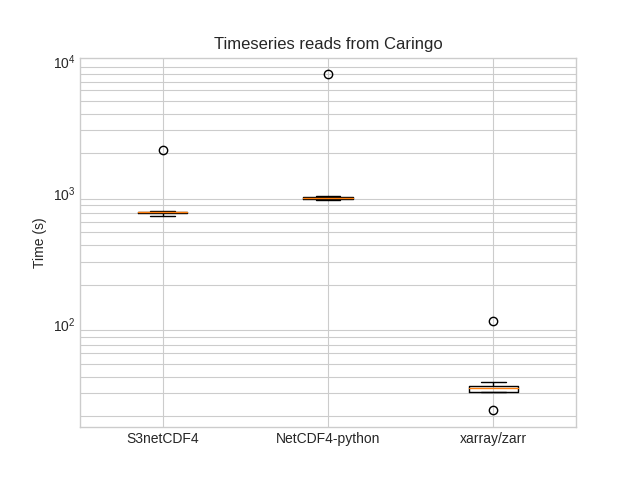 Timeseries reads from Caringo
10^4
10^3
10^2
Time (s)
S3netCDF4
NetCDF4-python
xarray/zarr